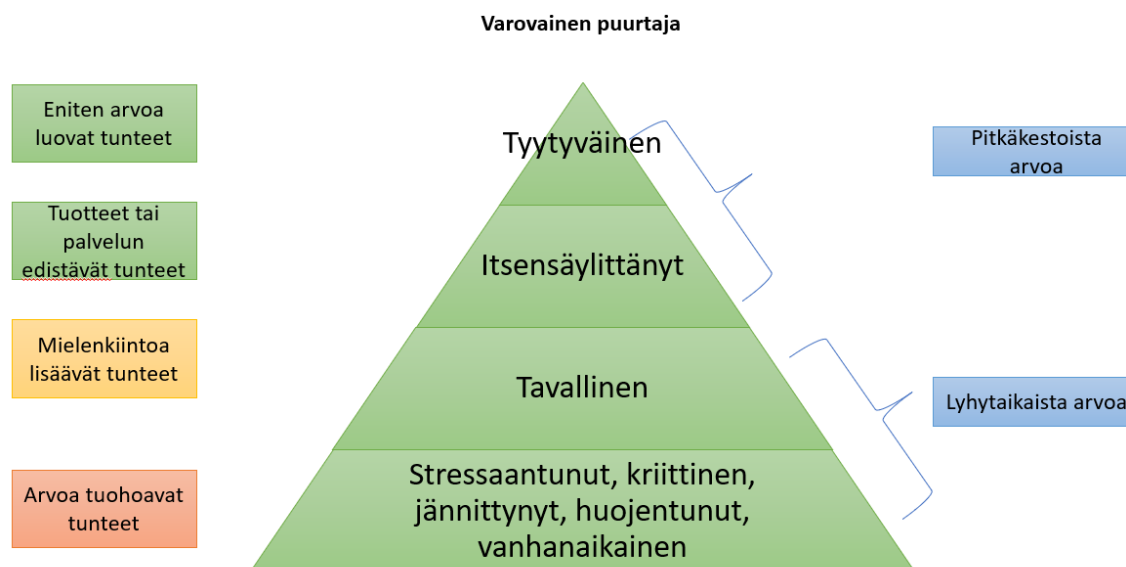 Varovainen puurtaja
Eniten arvoa
luovat tunteet
Tyytyväinen
Pitkäkestoista
arvoa
Tuotteet tai
palvelun
edistävät tunteet
Itsensäylittänyt
Mielenkiintoa
lisäävät tunteet
Tavallinen
Lyhytaikaista arvoa
Arvoa tuohoavat
tunteet
Stressaantunut, kriittinen,
jännittynyt, huojentunut,
vanhanaikainen